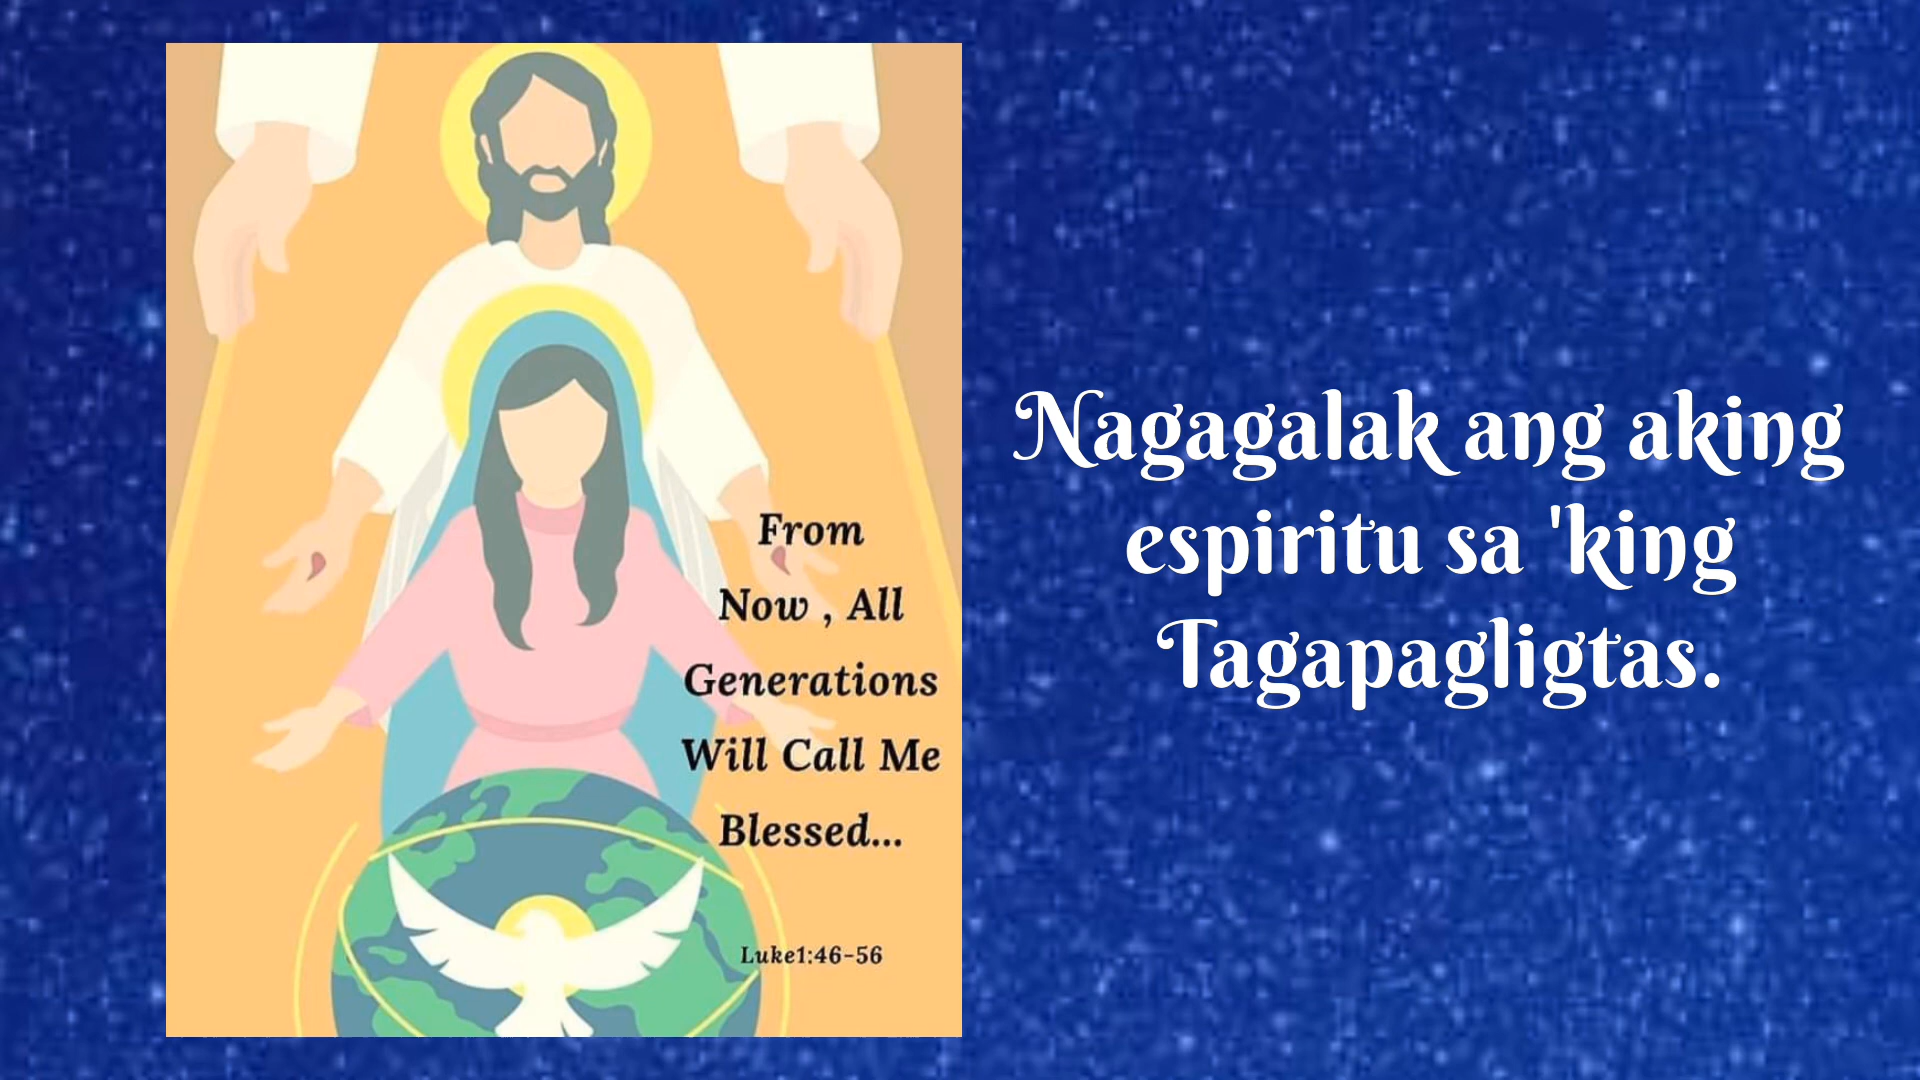 From
Now , All
Generations
Will Call Me
Blessed...
Luke1:46-56
Nagagalak ang aking
espiritu sa 'king
Tagapagligtas.